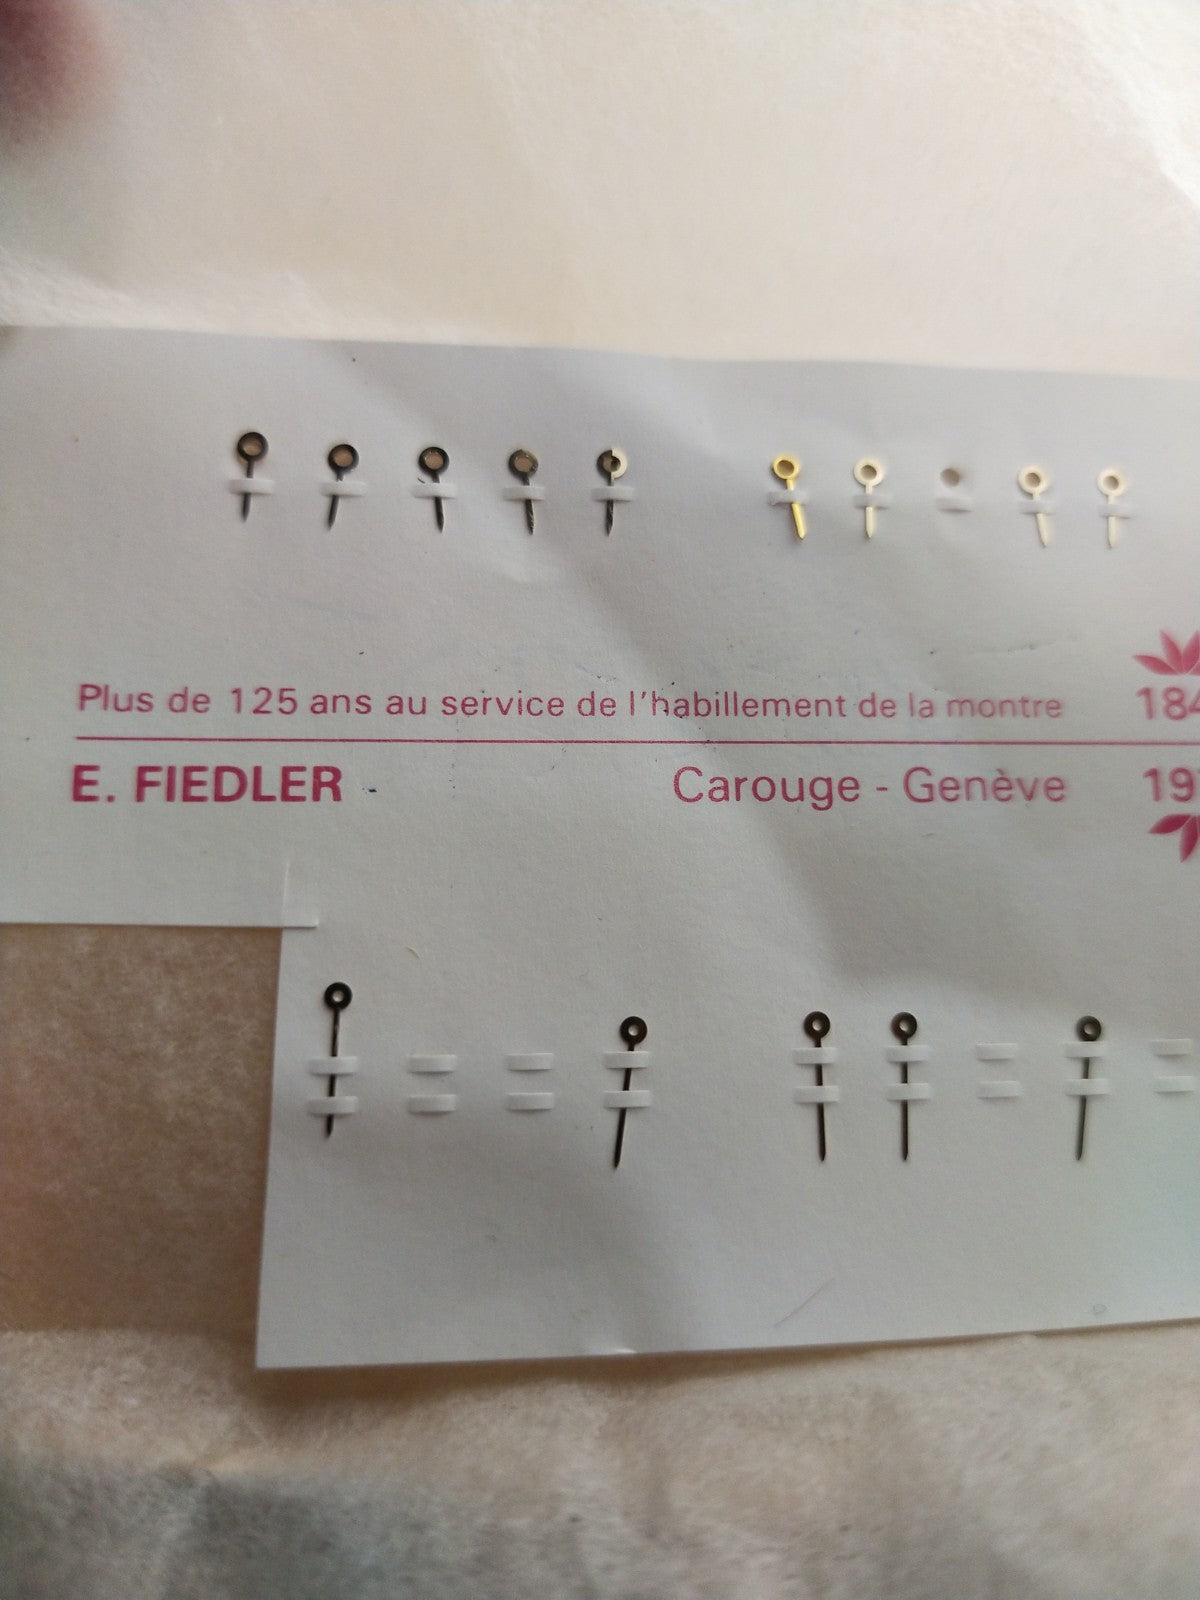 Plus de 125 ans au service de l'habillement de la montre 184
E. FIEDLER Carouge - Genève 19